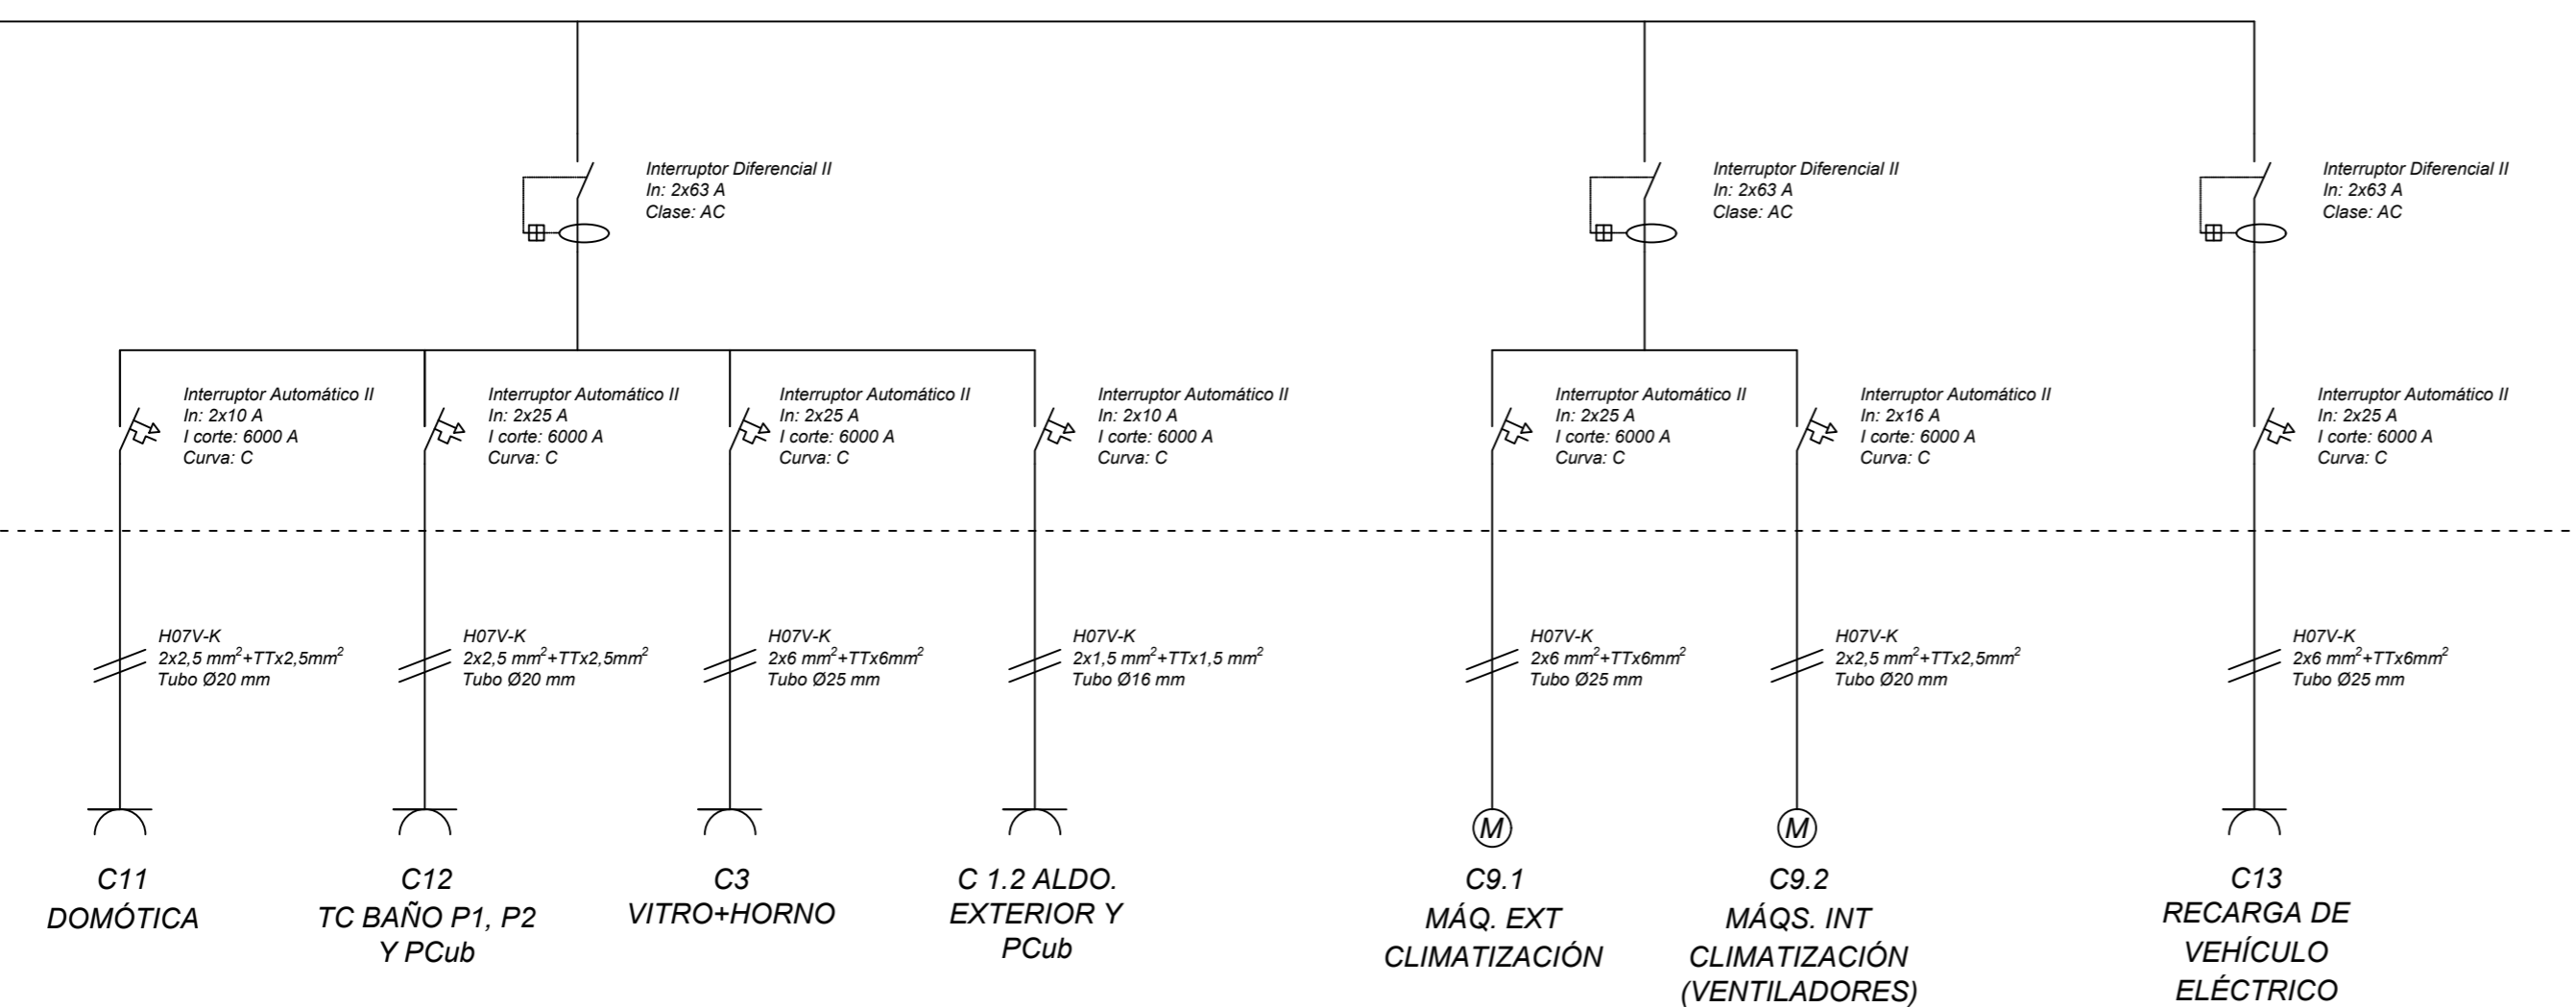 Interruptor Diferencial II
In: 2x63 A
Clase: AC
Interruptor Diferencial II
In: 2x63 A
Clase: AC
Interruptor Diferencial II
In: 2x63 A
Clase: AC
Interruptor Automático II
In: 2x10 A
I corte: 6000 A
Curva: C
Interruptor Automático II
In: 2x25 A
I corte: 6000 A
Curva: C
Interruptor Automático II
In: 2x25 A
I corte: 6000 A
Curva: C
Interruptor Automático II
In: 2x10 A
I corte: 6000 A
Curva: C
Interruptor Automático II
In: 2x25 A
I corte: 6000 A
Curva: C
Interruptor Automático II
In: 2x16 A
I corte: 6000 A
Curva: C
Interruptor Automático II
In: 2x25 A
I corte: 6000 A
Curva: C
H07V-K
2x2,5 mm²+TTx2,5mm²
Tubo Ø20 mm
H07V-K
2x2,5 mm²+TTx2,5mm²
Tubo Ø20 mm
H07V-K
2x6 mm²+TTx6mm²
Tubo Ø25 mm
H07V-K
2x1,5 mm²+TTx1,5 mm²
Tubo Ø16 mm
H07V-K
2x6 mm²+TTx6mm²
Tubo Ø25 mm
H07V-K
2x2,5 mm²+TTx2,5mm²
Tubo Ø20 mm
H07V-K
2x6 mm²+TTx6mm²
Tubo Ø25 mm
C11
DOMÓTICA
C12
TC BAÑO P1, P2
Y PCub
C3
VITRO+HORNO
C 1.2 ALDO.
EXTERIOR Y
PCub
M
C9.1
MÁQ. EXT
CLIMATIZACIÓN
M
C9.2
MÁQS. INT
CLIMATIZACIÓN
(VENTILADORES)
C13
RECARGA DE
VEHÍCULO
ELÉCTRICO